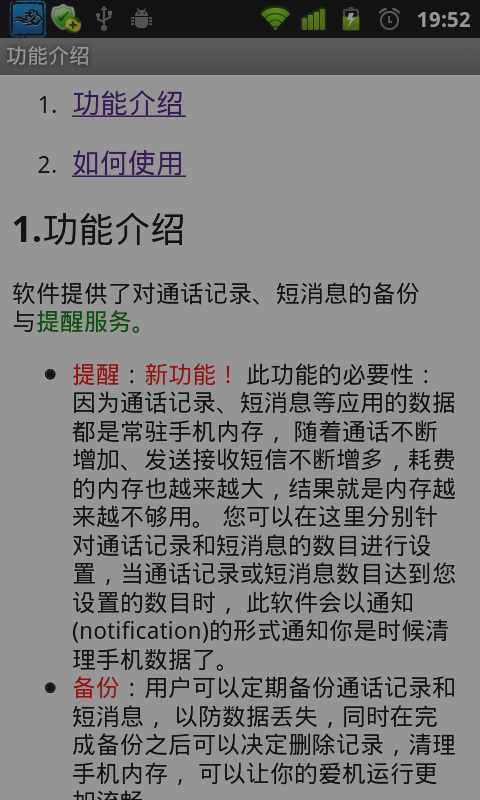 19:52
功能介绍
1. 功能介绍
2. 如何使用
1.功能介绍
软件提供了对通话记录、短消息的备份
与提醒服务。
提醒：新功能！ 此功能的必要性：
因为通话记录、短消息等应用的数据
都是常驻手机内存， 随着通话不断
增加、发送接收短信不断增多，耗费
的内存也越来越大，结果就是内存越
来越不够用。 您可以在这里分别针
对通话记录和短消息的数目进行设
置，当通话记录或短消息数目达到您
设置的数目时， 此软件会以通知
(notification)的形式通知你是时候清
理手机数据了。
备份：用户可以定期备份通话记录和
短消息， 以防数据丢失，同时在完
成备份之后可以决定删除记录，清理
手机内存， 可以让你的爱机运行更
加流畅